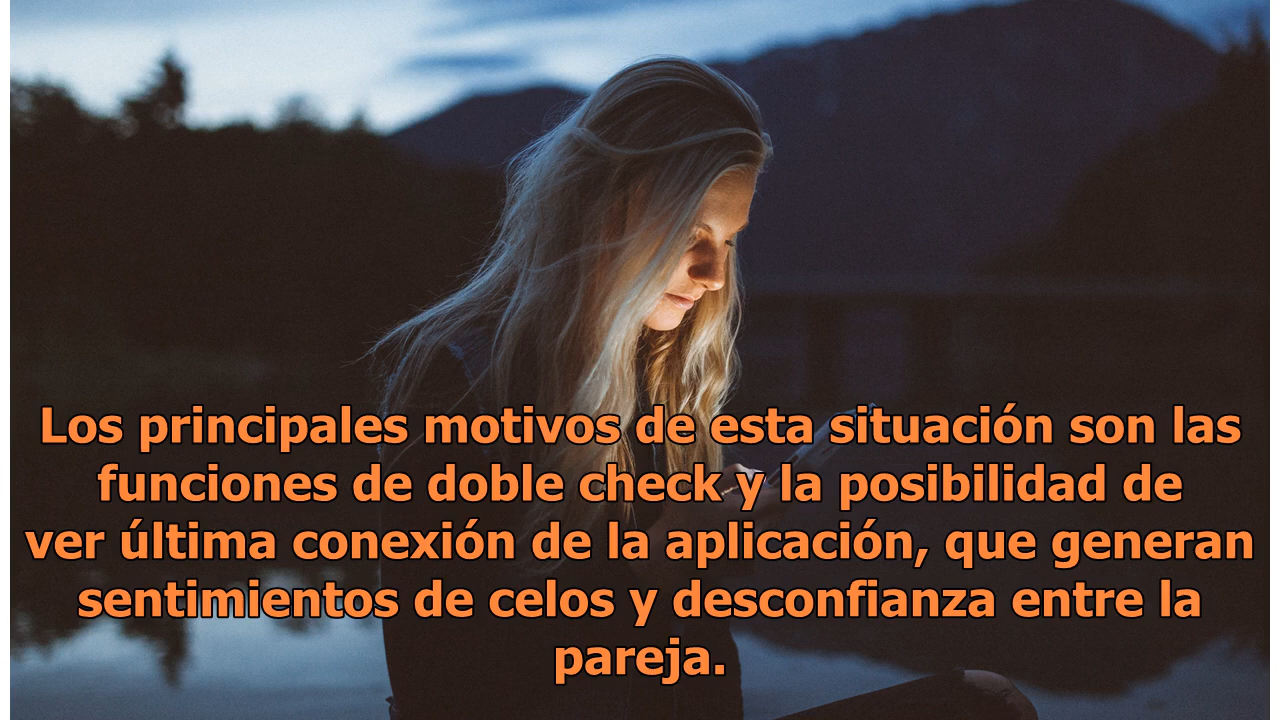 Los principales motivos de esta situación son las
funciones de doble check y la posibilidad de
ver última conexión de la aplicación, que generan
sentimientos de celos y desconfianza entre la
pareja.